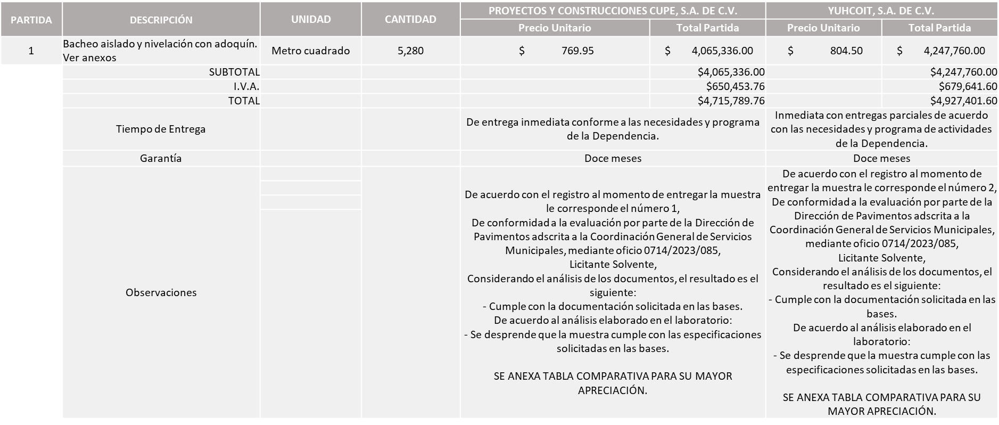 PARTIDA DESCRIPCIÓN UNIDAD CANTIDAD PROYECTOS Y CONSTRUCCIONES CUPE, S.A. DE C.V. YUHCOIT, S.A. DE C.V.
Precio Unitario Total Partida Precio Unitario Total Partida
1 Bacheo aislado y nivelación con adoquín.
Ver anexos
Metro cuadrado 5,280 $ 769.95 $ 4,065,336.00 $ 804.50 $ 4,247,760.00
SUBTOTAL $4,065,336.00 $4,247,760.00
I.V.A. $650,453.76 $679,641.60
TOTAL $4,715,789.76 $4,927,401.60
Tiempo de Entrega
De entrega inmediata conforme a las necesidades y programa
de la Dependencia.
Inmediata con entregas parciales de acuerdo
con las necesidades y programa de actividades
de la Dependencia.
Garantía Doce meses Doce meses
Observaciones
De acuerdo con el registro al momento de entregar la muestra
le corresponde el número 1,
De conformidad a la evaluación por parte de la Dirección de
Pavimentos adscrita a la Coordinación General de Servicios
Municipales, mediante oficio 0714/2023/085,
Licitante Solvente,
Considerando el análisis de los documentos, el resultado es el
siguiente:
- Cumple con la documentación solicitada en las bases.
De acuerdo al análisis elaborado en el laboratorio:
- Se desprende que la muestra cumple con las especificaciones
solicitadas en las bases.
SE ANEXA TABLA COMPARATIVA PARA SU MAYOR
APRECIACIÓN.
De acuerdo con el registro al momento de
entregar la muestra le corresponde el número 2,
De conformidad a la evaluación por parte de la
Dirección de Pavimentos adscrita a la
Coordinación General de Servicios Municipales,
mediante oficio 0714/2023/085,
Licitante Solvente,
Considerando el análisis de los documentos, el
resultado es el siguiente:
- Cumple con la documentación solicitada en las
bases.
De acuerdo al análisis elaborado en el
laboratorio:
- Se desprende que la muestra cumple con las
especificaciones solicitadas en las bases.
SE ANEXA TABLA COMPARATIVA PARA SU
MAYOR APRECIACIÓN.